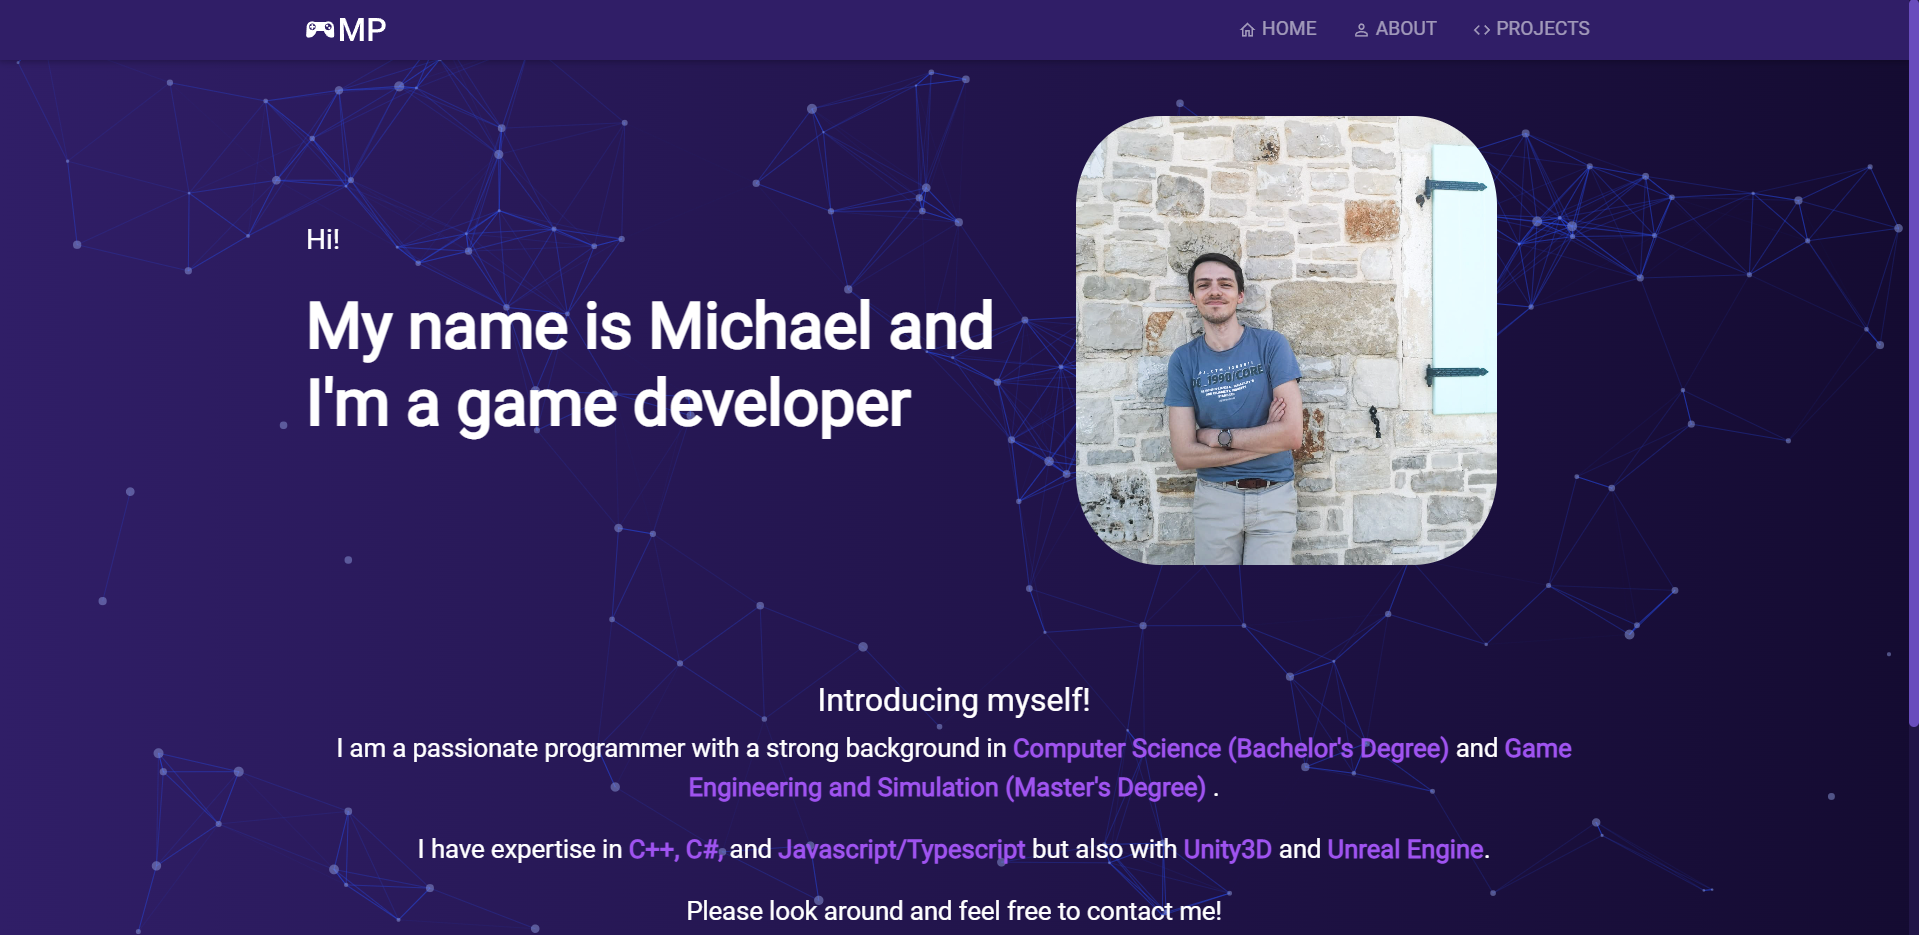 MP
HOME
ABOUT
PROJECTS
Hi!
My name is Michael and
I'm a game developer
1990/CORE
Introducing myself!
I am a passionate programmer with a strong background in Computer Science (Bachelor's Degree) and Game
Engineering and Simulation (Master's Degree) .
I have expertise in C++, C#, and Javascript/Typescript but also with Unity3D and Unreal Engine.
Please look around and feel free to contact me!